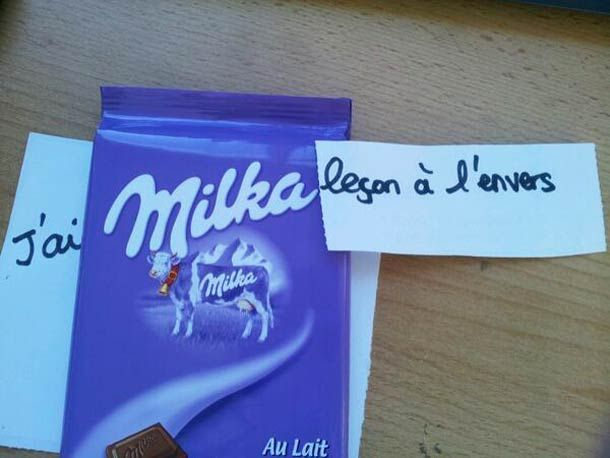 j'ai Milka leçon à l'envers
Milka
Au Lait